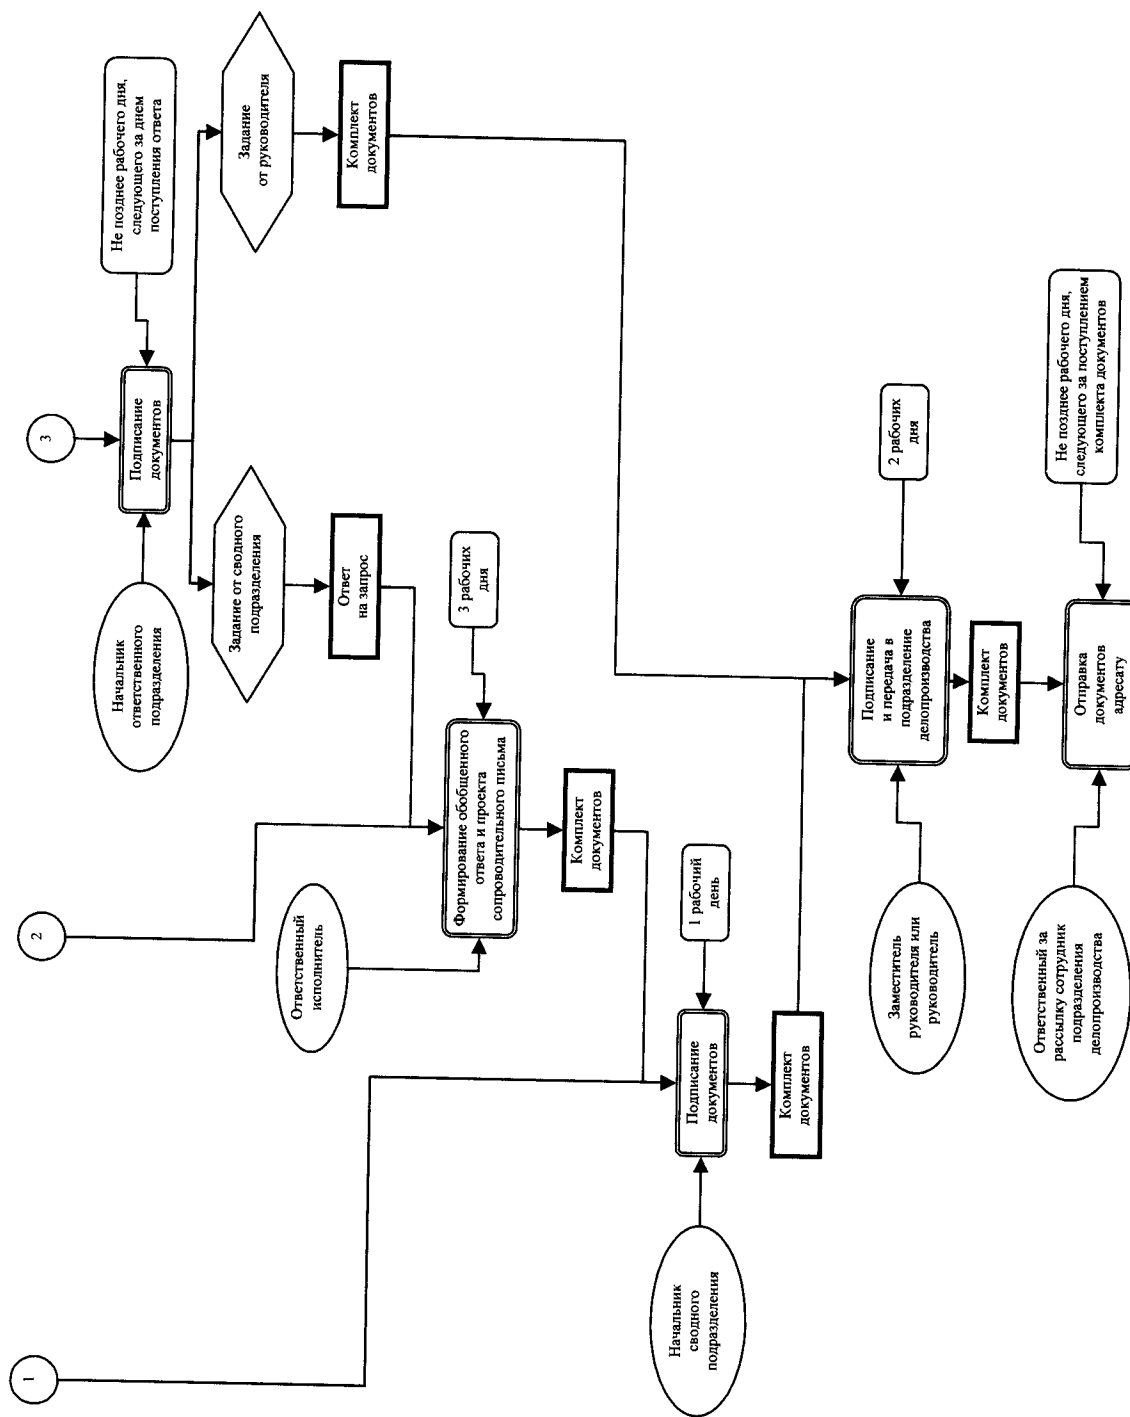 1
2
3
Начальник
ответственного
подразделения
Подписание
документов
Не позднее рабочего дня,
следующего за днем
поступления ответа
Задание от сводного
подразделения
Задание
от руководителя
Ответственный
исполнитель
Ответ
на запрос
Комплект
документов
Формирование обобщенного
ответа и проекта
сопроводительного письма
3 рабочих
дня
Комплект
документов
Начальник
сводного
подразделения
Подписание
документов
1 рабочий
день
Комплект
документов
Заместитель
руководителя или
руководитель
Подписание
и передача в
подразделение
делопроизводства
2 рабочих
дня
Комплект
документов
Ответственный за
рассылку сотрудник
подразделения
делопроизводства
Отправка
документов
адресату
Не позднее рабочего дня,
следующего за поступлением
комплекта документов